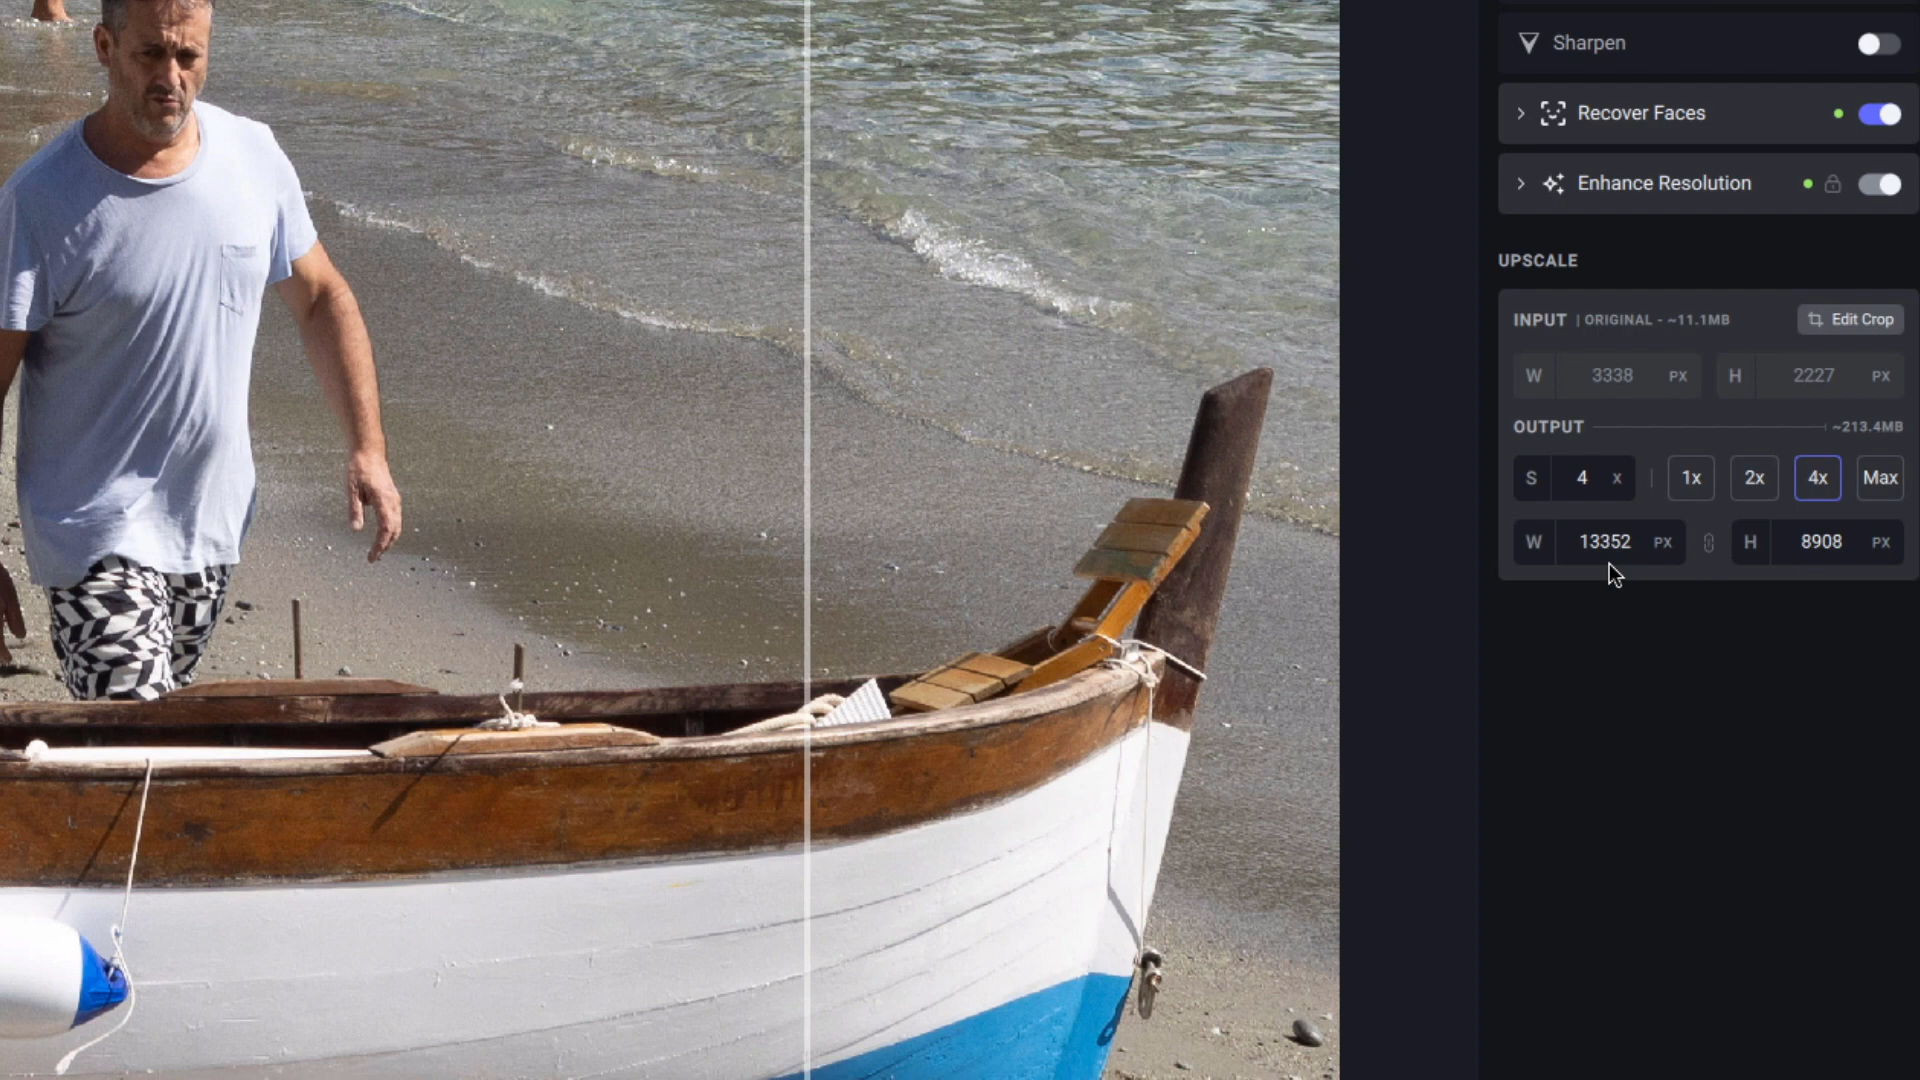 Sharpen
Recover Faces
Enhance Resolution
UPSCALE
INPUT | ORIGINAL - ~11.1MB Edit Crop
W 3338 PX H 2227 PX
OUTPUT ~213.4MB
S 4 x 1x 2x 4x Max
W 13352 PX H 8908 PX